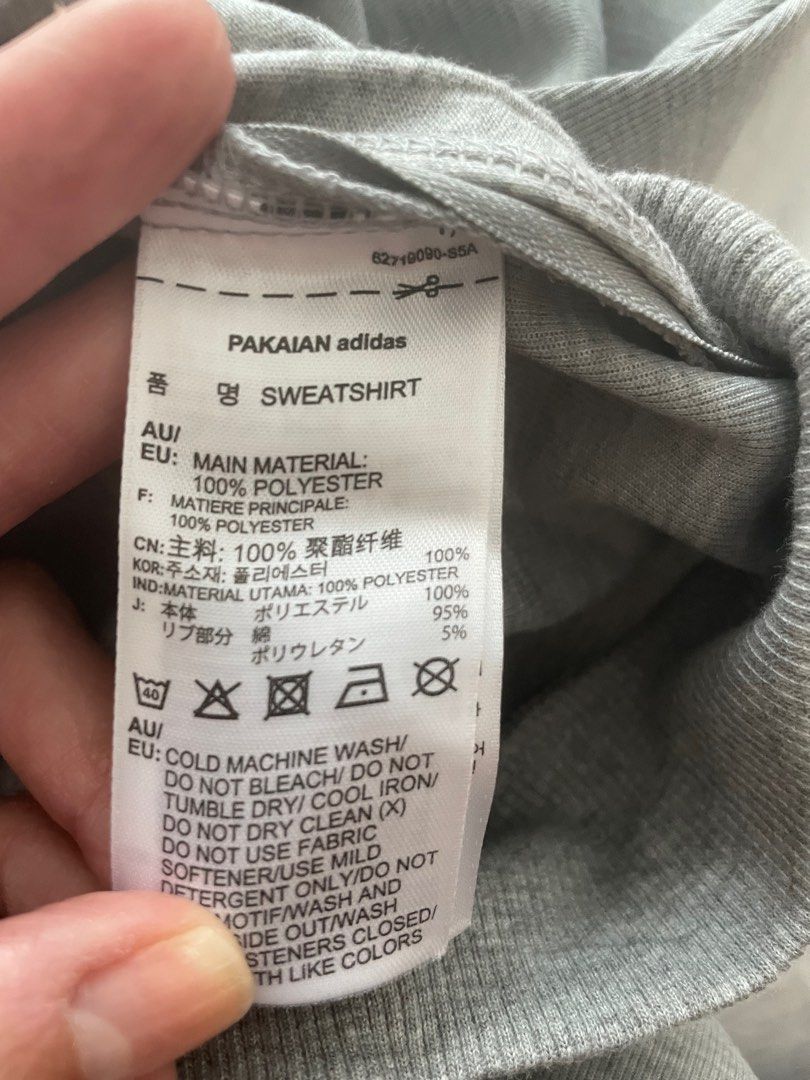 62719090-S5A
PAKAIAN adidas
품 명 SWEATSHIRT
AU/
EU: MAIN MATERIAL:
100% POLYESTER
F: MATIERE PRINCIPALE:
100% POLYESTER
CN: 主料: 100% 聚酯纤维
KOR: 주소재: 폴리에스터 100%
IND: MATERIAL UTAMA: 100% POLYESTER
J: 本体 ポリエステル 100%
リブ部分 綿 95%
ポリウレタン 5%
40
AU/
EU: COLD MACHINE WASH/
DO NOT BLEACH/ DO NOT
TUMBLE DRY/ COOL IRON/
DO NOT DRY CLEAN (X)
DO NOT USE FABRIC
SOFTENER/USE MILD
DETERGENT ONLY/DO NOT
MOTIF/WASH AND
OUT/WASH
CLOSED/
LIKE COLORS